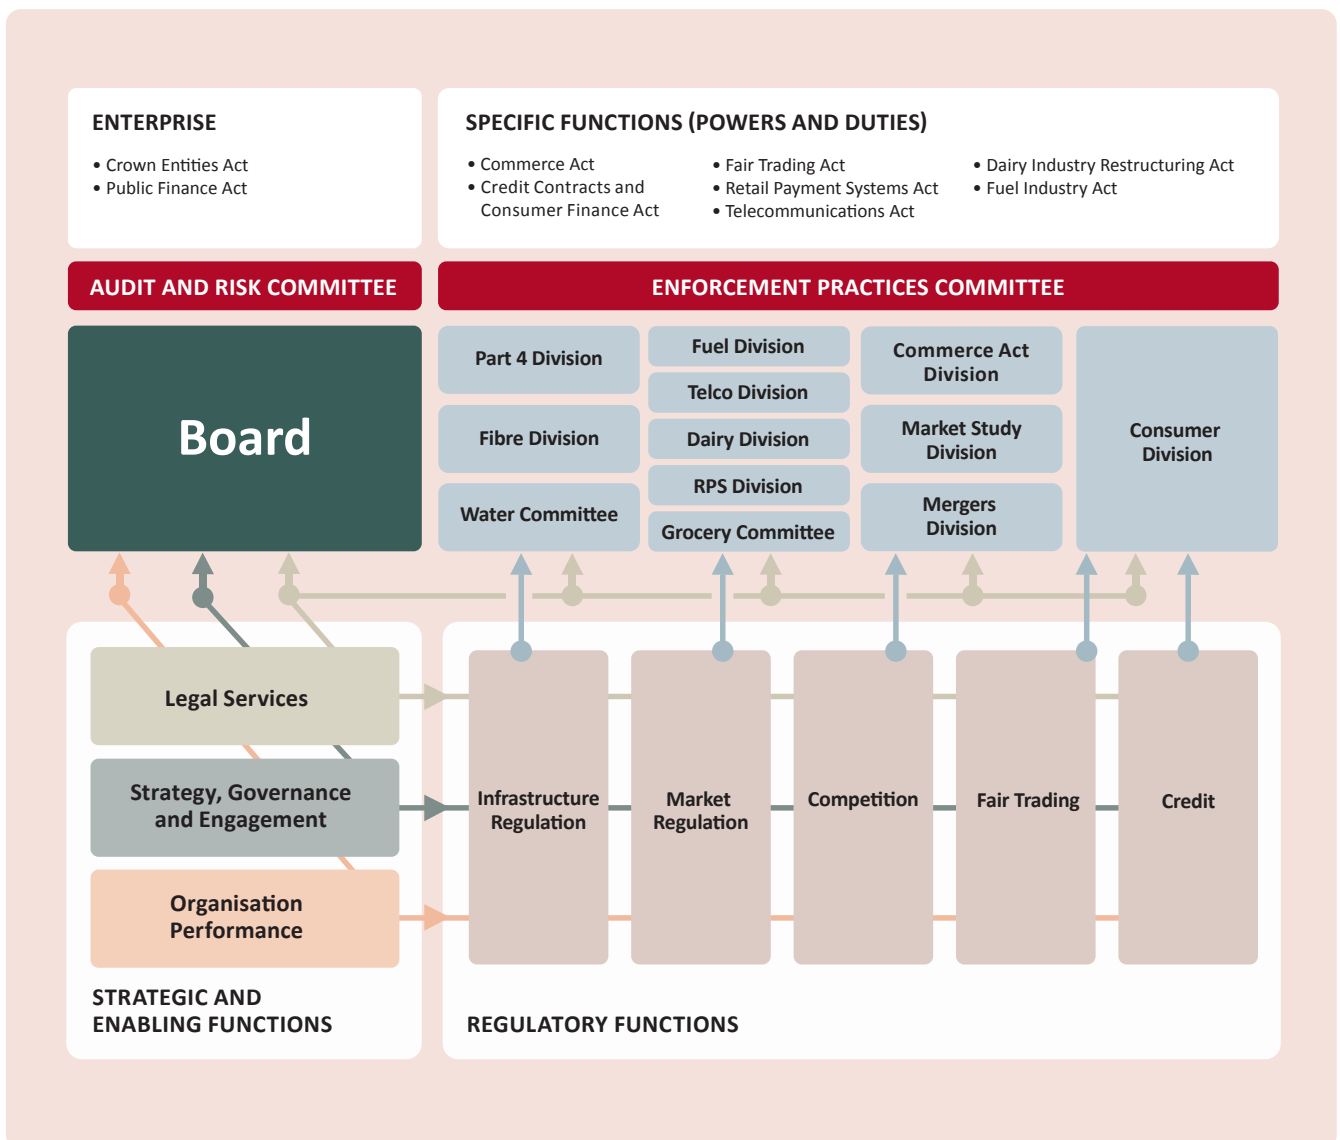 ENTERPRISE
• Crown Entities Act
• Public Finance Act
SPECIFIC FUNCTIONS (POWERS AND DUTIES)
• Commerce Act
• Credit Contracts and
Consumer Finance Act
• Fair Trading Act
• Retail Payment Systems Act
• Telecommunications Act
• Dairy Industry Restructuring Act
• Fuel Industry Act
AUDIT AND RISK COMMITTEE
ENFORCEMENT PRACTICES COMMITTEE
Board
Part 4 Division
Fibre Division
Water Committee
Fuel Division
Telco Division
Dairy Division
RPS Division
Grocery Committee
Commerce Act
Division
Market Study
Division
Mergers
Division
Consumer
Division
Legal Services
Strategy, Governance
and Engagement
Organisation
Performance
STRATEGIC AND
ENABLING FUNCTIONS
Infrastructure
Regulation
Market
Regulation
Competition
Fair Trading
Credit
REGULATORY FUNCTIONS